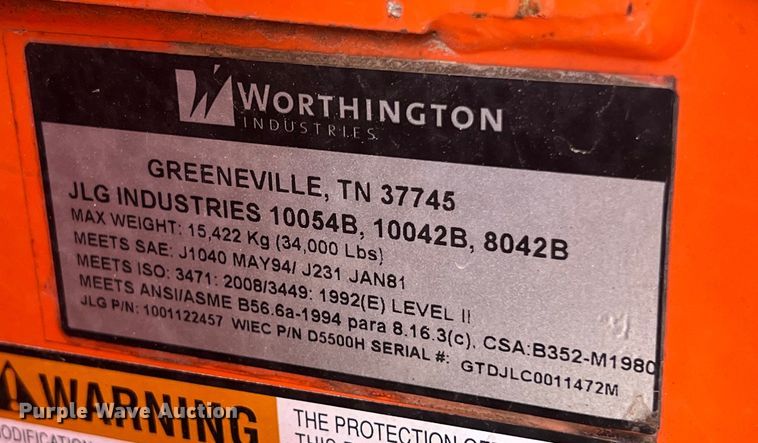 WORTHINGTON
INDUSTRIES
GREENEVILLE, TN 37745
JLG INDUSTRIES 10054B, 10042B, 8042B
MAX WEIGHT: 15,422 Kg (34,000 Lbs)
MEETS SAE: J1040 MAY94/ J231 JAN81
MEETS ISO: 3471: 2008/3449: 1992(E) LEVEL II
MEETS ANSI/ASME B56.6a-1994 para 8.16.3(c). CSA:B352-M1980
JLG P/N: 1001122457 WIEC P/N D5500H SERIAL #: GTDJLC0011472M
WARNING
Purple Wave Auction
THE PROTECTION
MODIFICATION
THIS